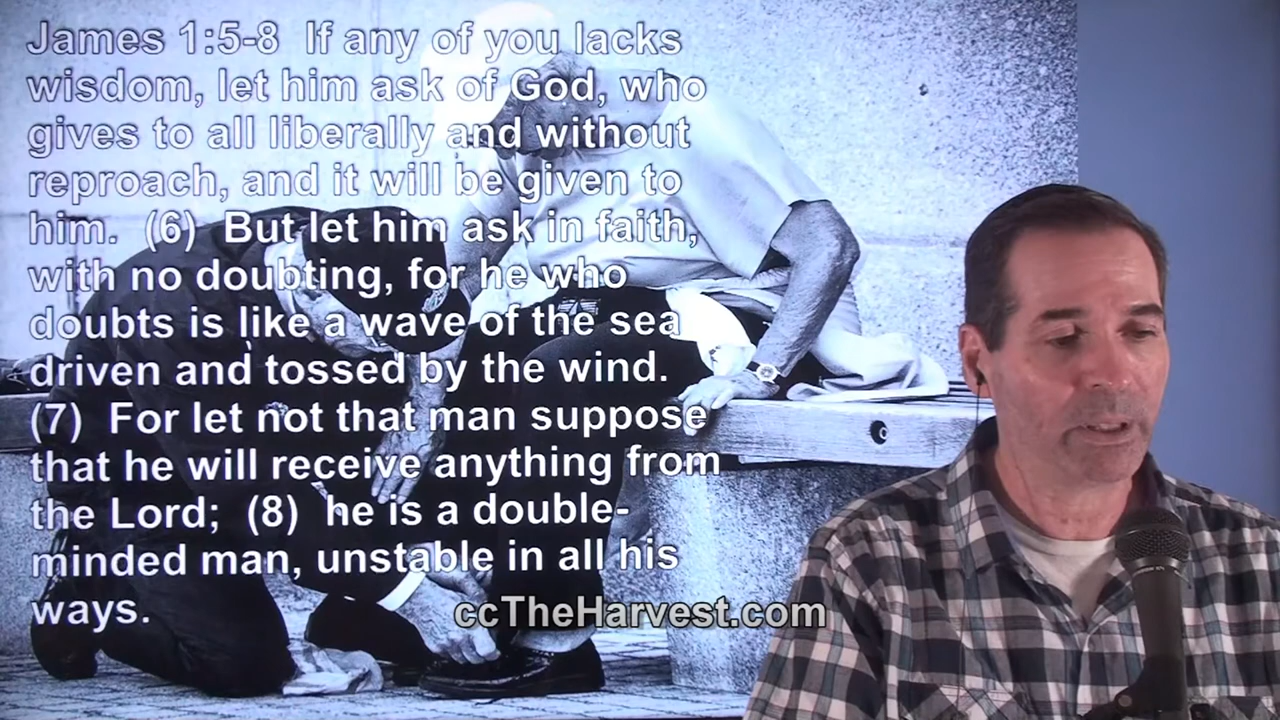 James 1:5-8  If any of you lacks
wisdom, let him ask of God, who
gives to all liberally and without
reproach, and it will be given to
him.  (6)  But let him ask in faith,
with no doubting, for he who
doubts is like a wave of the sea
driven and tossed by the wind.
(7)  For let not that man suppose
that he will receive anything from
the Lord;  (8)  he is a double-
minded man, unstable in all his
ways.
ccTheHarvest.com